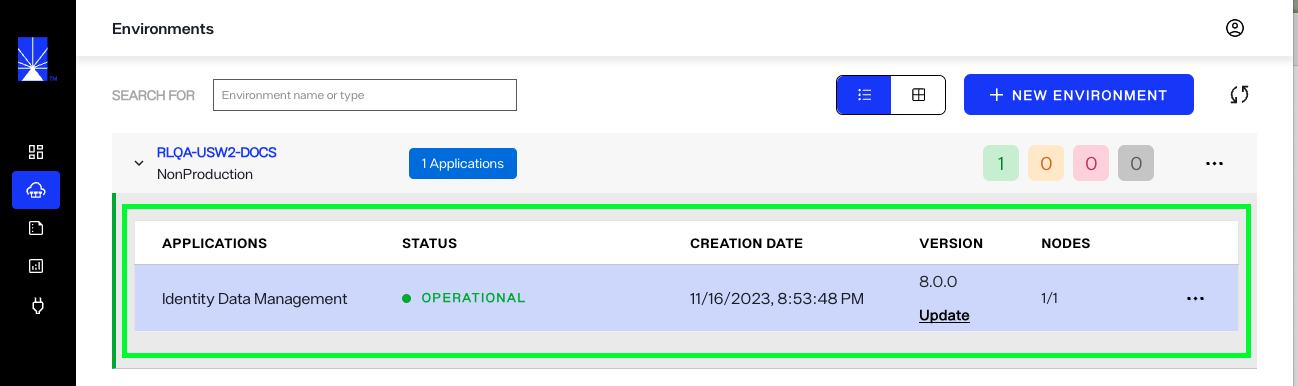 Environments
TM
SEARCH FOR
Environment name or type
+ NEW ENVIRONMENT
RLQA-USW2-DOCS
NonProduction
1 Applications
1 0 0 0
APPLICATIONS STATUS CREATION DATE VERSION NODES
Identity Data Management OPERATIONAL 11/16/2023, 8:53:48 PM 8.0.0 1/1
Update